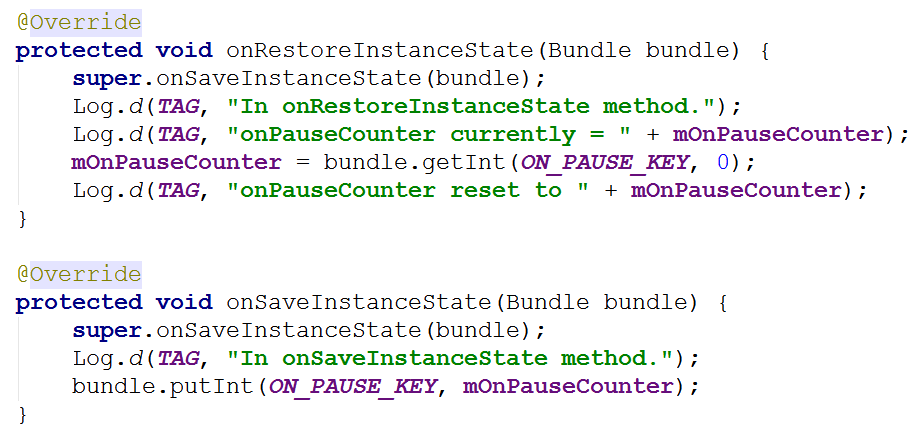 @Override
protected void onRestoreInstanceState(Bundle bundle) {
    super.onSaveInstanceState(bundle);
    Log.d(TAG, "In onRestoreInstanceState method.");
    Log.d(TAG, "onPauseCounter currently = " + mOnPauseCounter);
    mOnPauseCounter = bundle.getInt(ON_PAUSE_KEY, 0);
    Log.d(TAG, "onPauseCounter reset to " + mOnPauseCounter);
}
@Override
protected void onSaveInstanceState(Bundle bundle) {
    super.onSaveInstanceState(bundle);
    Log.d(TAG, "In onSaveInstanceState method.");
    bundle.putInt(ON_PAUSE_KEY, mOnPauseCounter);
}